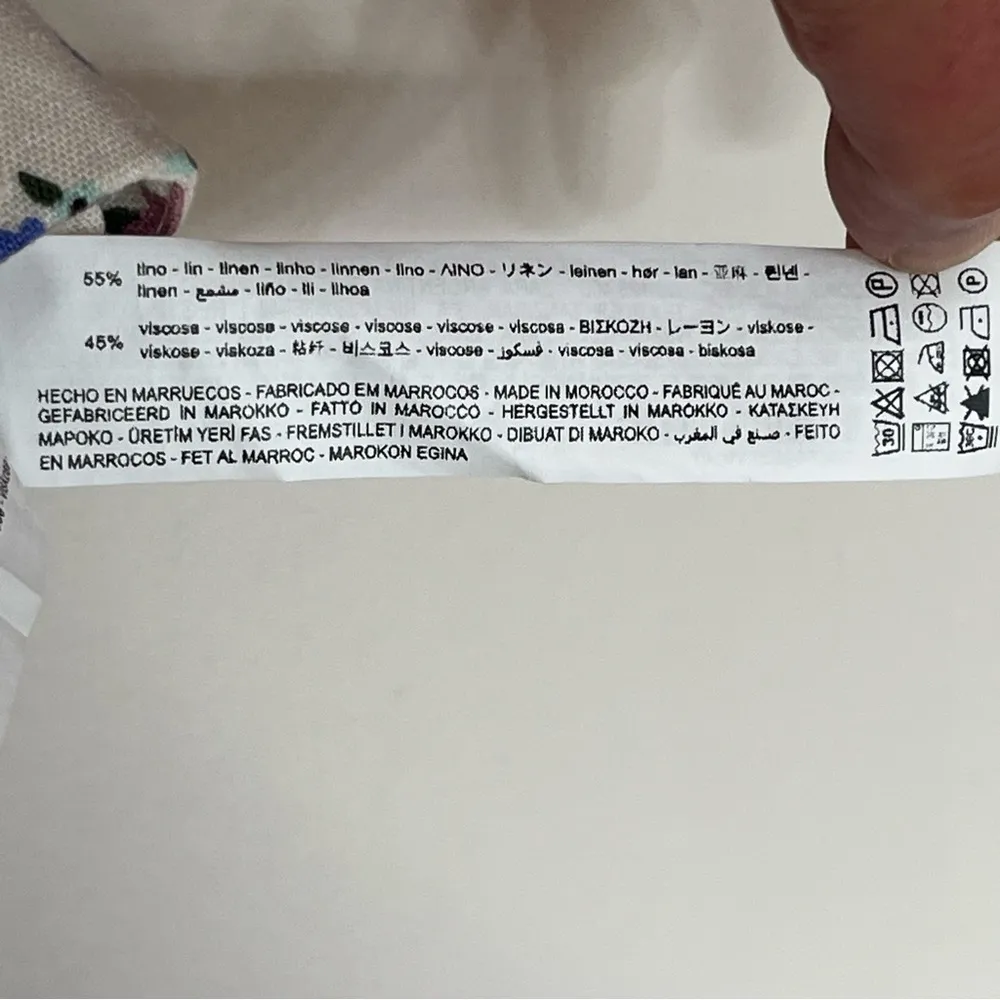 55% lino - lin - linen - linho - linnen - lino - ΛΙΝΟ - リネン - leinen - hør - lan - 亚麻 - 린넨 -
linen - مشمع - liño - lli - lihoa
45% viscosa - viscosa - viscose - viscose - viscose - viscosa - ΒΙΣΚΟΖΗ - レーヨン - viskose -
viskose - viskoza - 粘纤 - 비스코스 - viscose - فسكوز - viscosa - viscosa - biskosa
HECHO EN MARRUECOS - FABRICADO EM MARROCOS - MADE IN MOROCCO - FABRIQUÉ AU MAROC -
GEFABRICEERD IN MAROKKO - FATTO IN MAROCCO - HERGESTELLT IN MAROKKO - ΚΑΤΑΣΚΕΥΗ
ΜΑΡΟΚΟ - ÜRETİM YERİ FAS - FREMSTILLET I MAROKKO - DIBUAT DI MAROKO - صنع في المغرب - FEITO
EN MARROCOS - FET AL MARROC - MAROKON EGINA
P
P
30